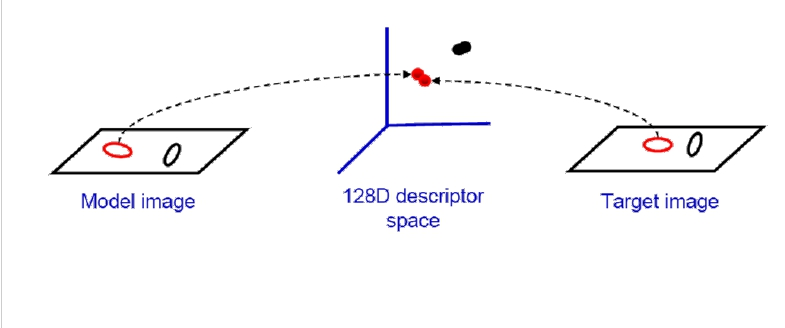 Model image
128D descriptor
space
Target image